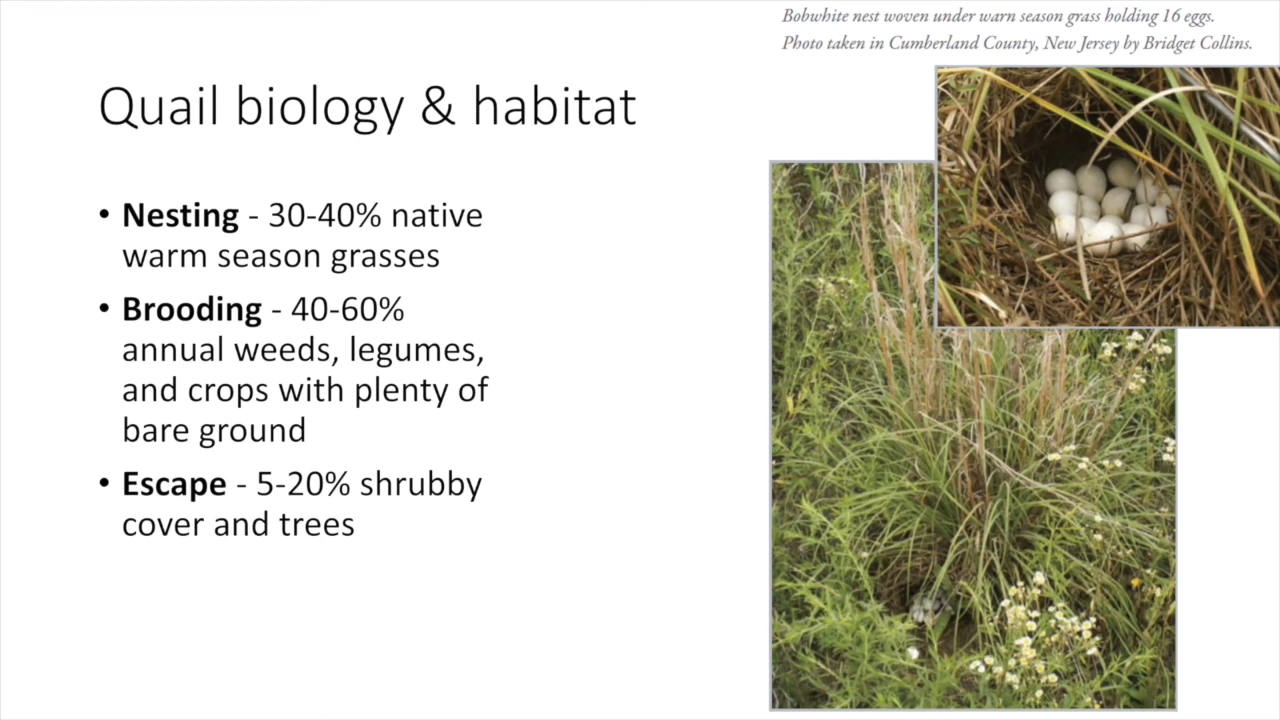 Bobwhite nest woven under warn season grass holding 16 eggs.
Photo taken in Cumberland County, New Jersey by Bridget Collins.
Quail biology & habitat
• Nesting - 30-40% native
warm season grasses
• Brooding - 40-60%
annual weeds, legumes,
and crops with plenty of
bare ground
• Escape - 5-20% shrubby
cover and trees